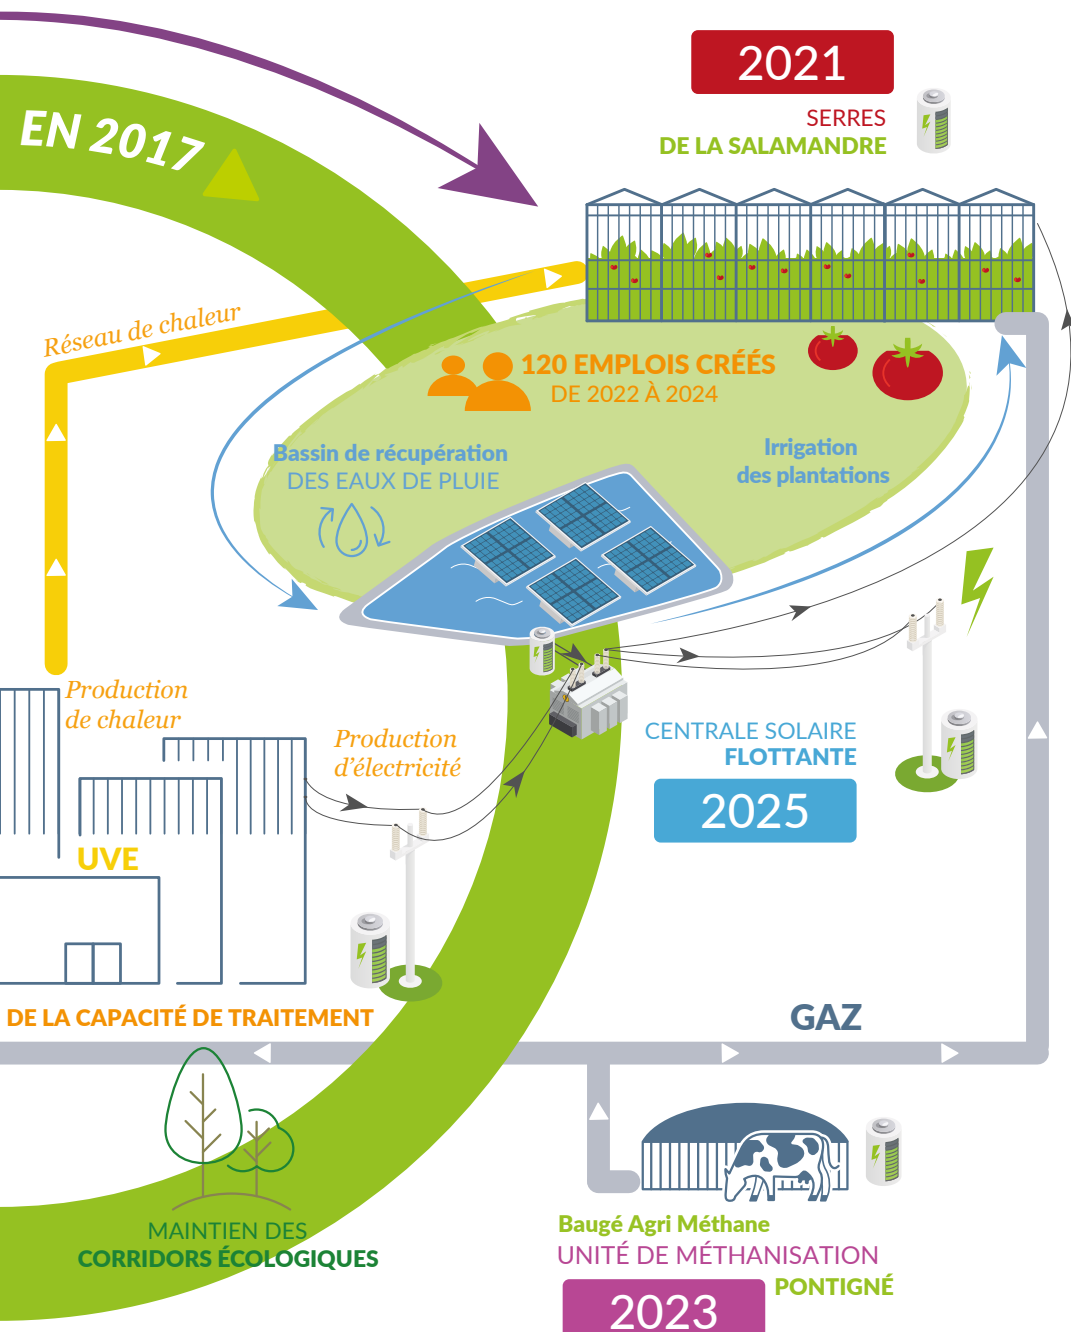 2021
SERRES
DE LA SALAMANDRE
EN 2017
Réseau de chaleur
120 EMPLOIS CRÉÉS
DE 2022 À 2024
Bassin de récupération
DES EAUX DE PLUIE
Irrigation
des plantations
Production
de chaleur
Production
d'électricité
CENTRALE SOLAIRE
FLOTTANTE
2025
UVE
DE LA CAPACITÉ DE TRAITEMENT
GAZ
MAINTIEN DES
CORRIDORS ÉCOLOGIQUES
Baugé Agri Méthane
UNITÉ DE MÉTHANISATION
PONTIGNÉ
2023